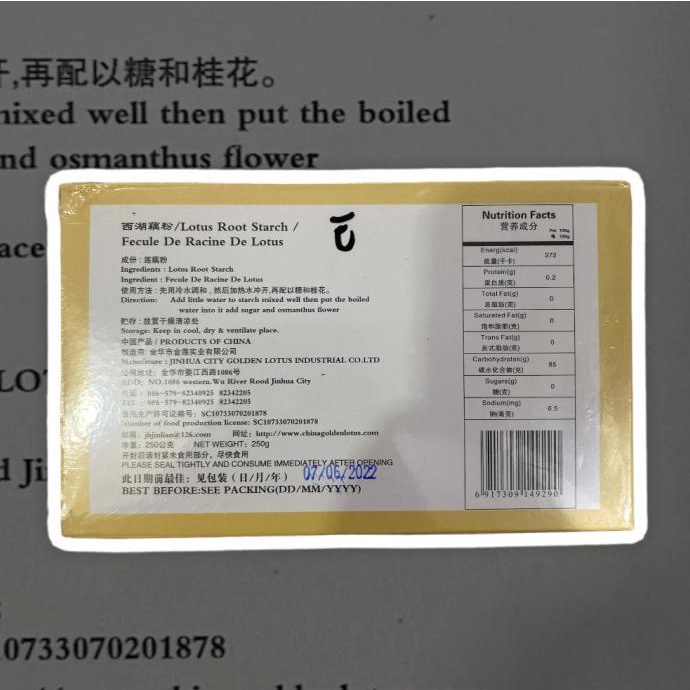 开,再配以糖和桂花。
mixed well then put the boiled
nd osmanthus flower
ace
LO
d Ji
10733070201878
西湖藕粉/Lotus Root Starch /
Fecule De Racine De Lotus
成份:莲藕粉
Ingredients : Lotus Root Starch
Ingredient : Fecule De Racine De Lotus
使用方法:先用冷水调和,然后加热水冲开,再配以糖和桂花。
Direction: Add little water to starch mixed well then put the boiled
water into it add sugar and osmanthus flower
贮存:放置干燥清凉处
Storage: Keep in cool, dry & ventilate place.
中国产品 / PRODUCTS OF CHINA
制造商 金华市金莲实业有限公司
Manufacture : JINHUA CITY GOLDEN LOTUS INDUSTRIAL CO.LTD
公司地址:金华市婺江西路1086号
ADD: NO.1086 western.Wu River Rood Jinhua City
电话:086-579-82340925 82342205
TEL: 086-579-82340925 82342205
食品生产许可证编号:SC10733070201878
Number of food production license: SC10733070201878
邮箱:jhjinlian@126.com 网址:http://www.chinagoldenlotus.com
净重:250公克 NET WEIGHT: 250g
开封后请封紧未食用部分,尽快食用
PLEASE SEAL TIGHTLY AND CONSUME IMMEDIATELY AFTER OPENING
此日期前最佳:见包装(日/月/年) 07/06/2022
BEST BEFORE:SEE PACKING(DD/MM/YYYY)
Nutrition Facts
营养成分 Per 100g
每 100g
Energ(kcal)
能量(千卡) 372
Protein(g)
蛋白质(克) 0.2
Total Fat(g)
总脂肪(克) 0
Saturated Fat(g)
饱和脂肪(克) 0
Trans Fat(g)
反式脂肪(克) 0
Carbohydrates(g)
碳水化合物(克) 85
Sugars(g)
糖(克) 0
Sodium(mg)
钠(毫克) 6.5
6 917309 149290